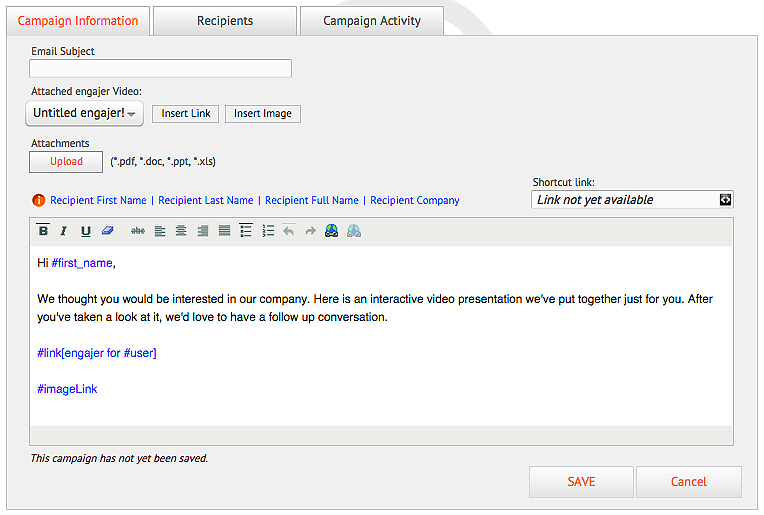 Campaign Information Recipients Campaign Activity
Email Subject
Attached engajer Video:
Untitled engajer! Insert Link Insert Image
Attachments
Upload (*.pdf, *.doc, *.ppt, *.xls)
Shortcut link:
Recipient First Name | Recipient Last Name | Recipient Full Name | Recipient Company Link not yet available
B I U abc
Hi #first_name,
We thought you would be interested in our company. Here is an interactive video presentation we've put together just for you. After
you've taken a look at it, we'd love to have a follow up conversation.
#link[engajer for #user]
#imageLink
This campaign has not yet been saved.
SAVE Cancel